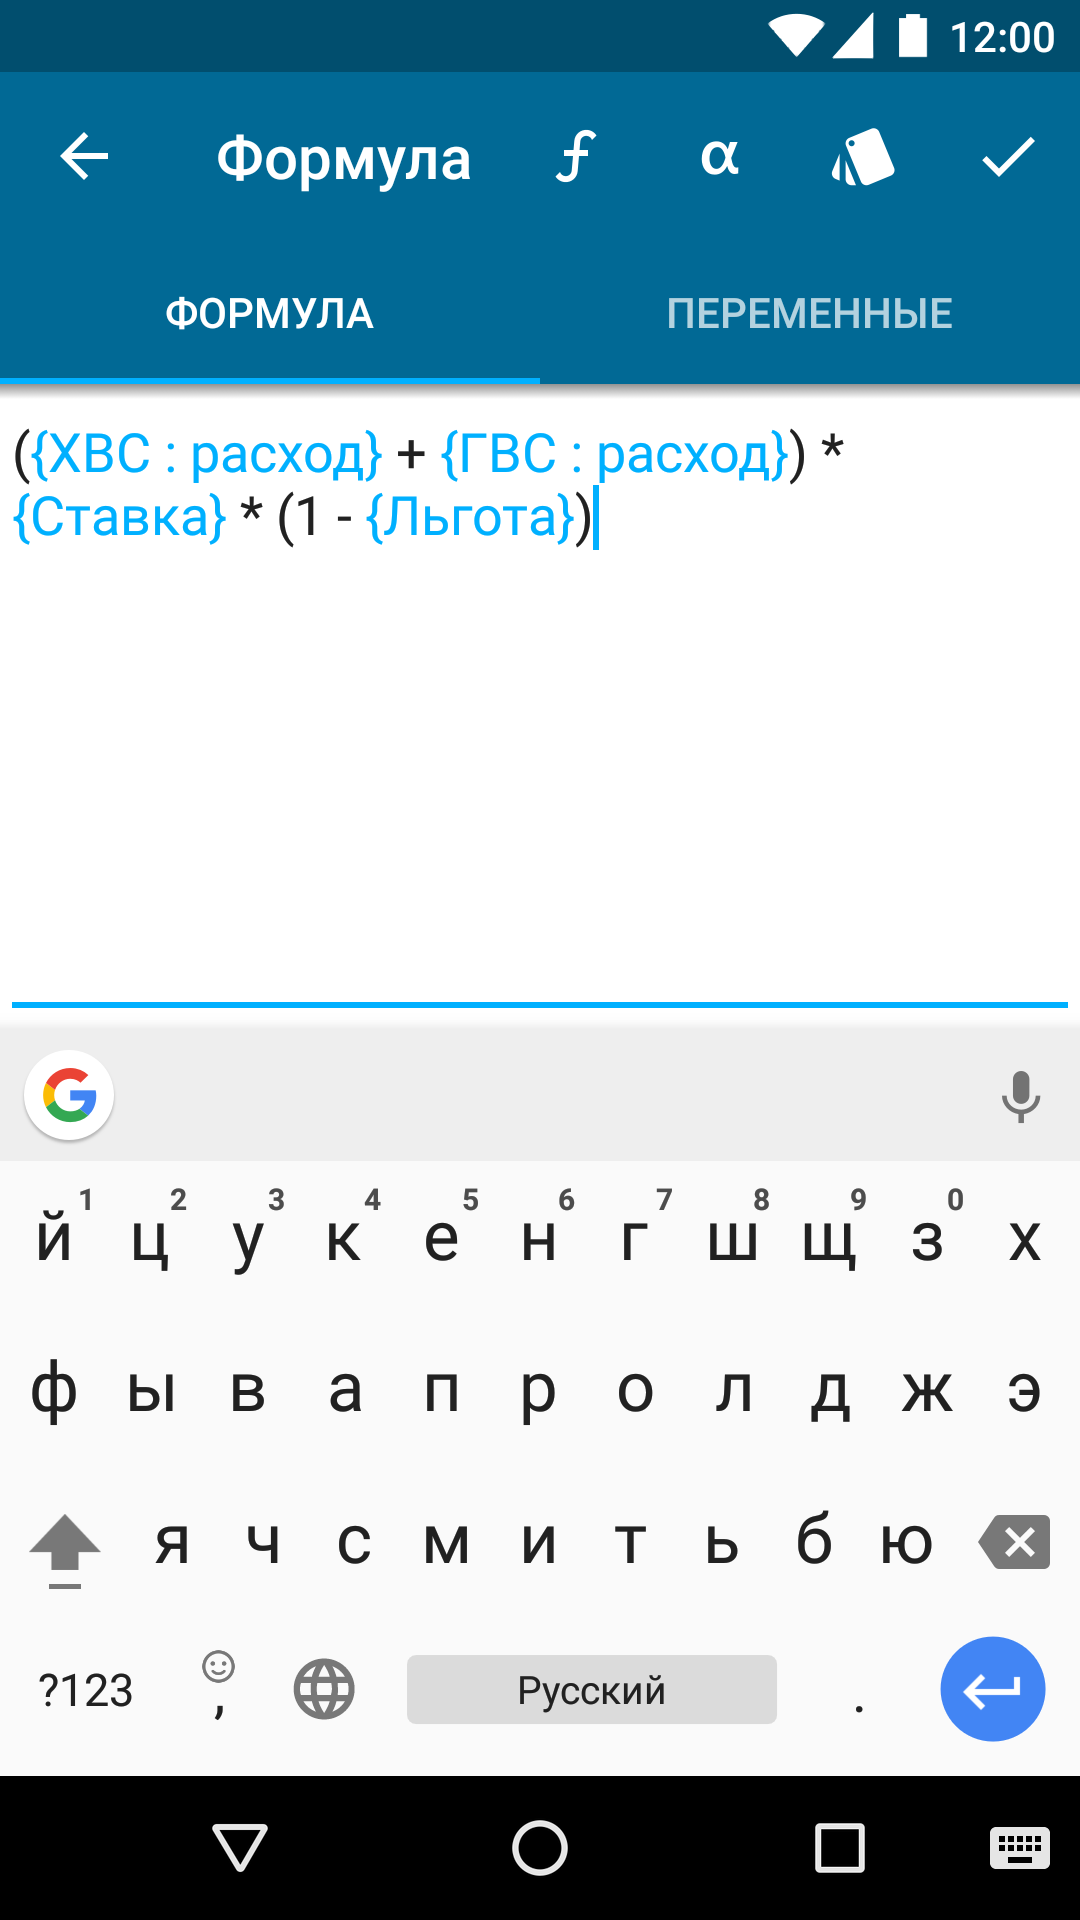 12:00
Формула ƒ α
ФОРМУЛА ПЕРЕМЕННЫЕ
({ХВС : расход} + {ГВС : расход}) *
{Ставка} * (1 - {Льгота})
1 2 3 4 5 6 7 8 9 0
й ц у к е н г ш щ з х
ф ы в а п р о л д ж э
я ч с м и т ь б ю
?123 , Русский .